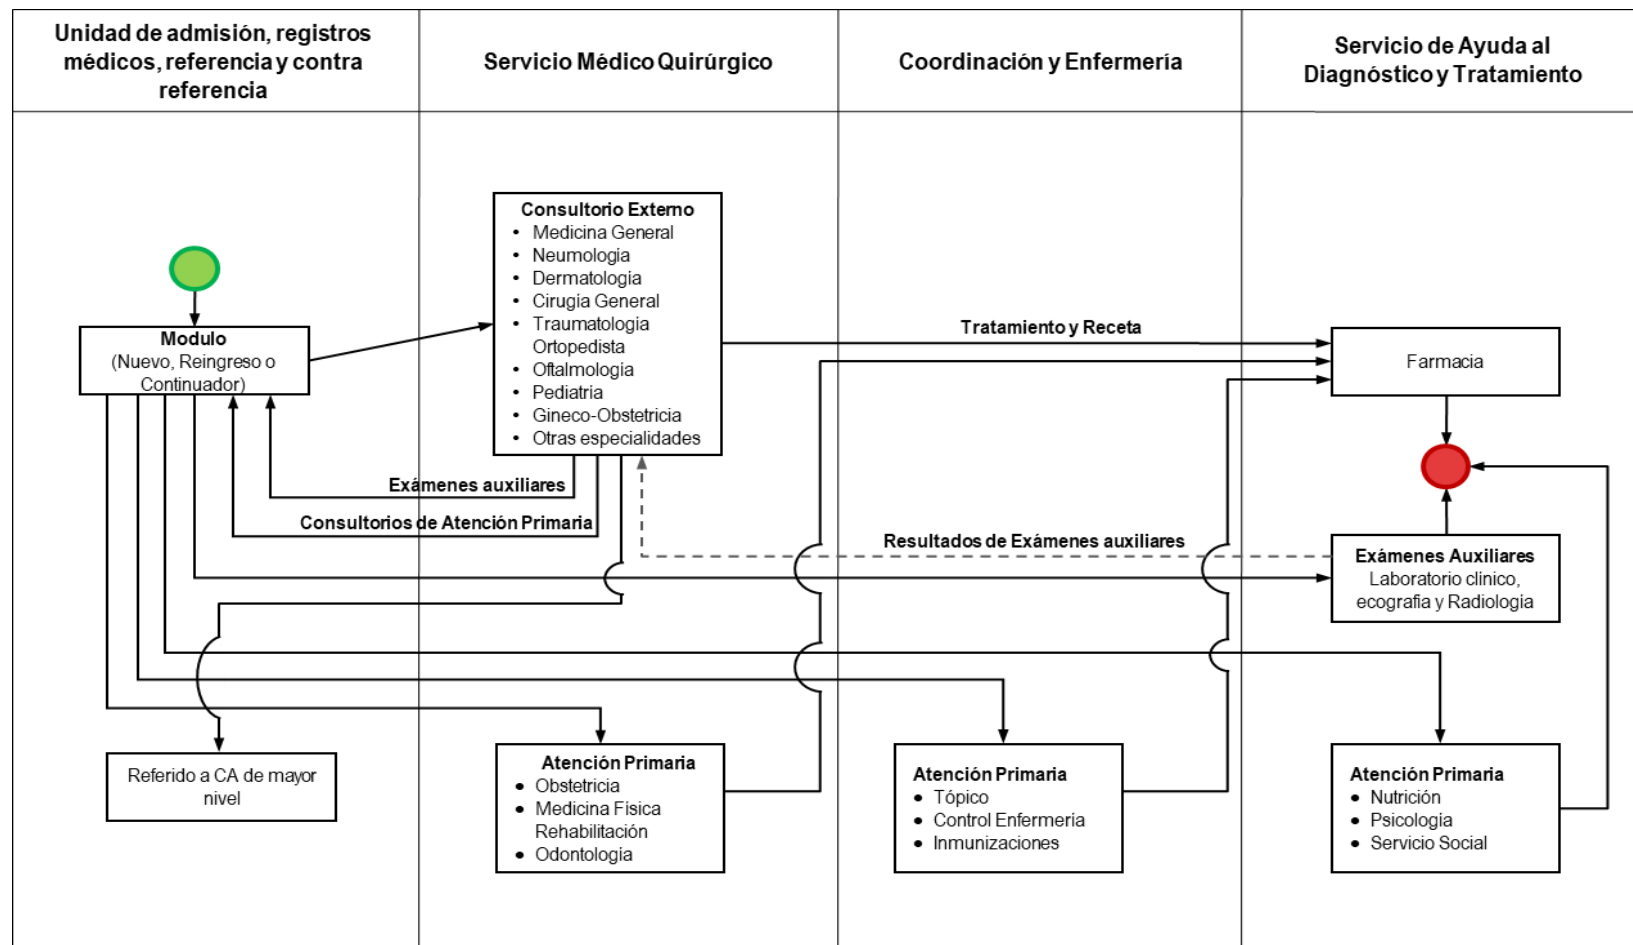 Unidad de admisión, registros
médicos, referencia y contra
referencia
Servicio Médico Quirúrgico
Coordinación y Enfermería
Servicio de Ayuda al
Diagnóstico y Tratamiento
Consultorio Externo
• Medicina General
• Neumologia
• Dermatologia
• Cirugia General
• Traumatologia
Ortopedista
• Oftalmologia
• Pediatria
• Gineco-Obstetricia
• Otras especialidades
Modulo
(Nuevo, Reingreso o
Continuador)
Tratamiento y Receta
Farmacia
Exámenes auxiliares
Consultorios de Atención Primaria
Resultados de Exámenes auxiliares
Exámenes Auxiliares
Laboratorio clinico,
ecografia y Radiologia
Referido a CA de mayor
nivel
Atención Primaria
• Obstetricia
• Medicina Fisica
Rehabilitación
• Odontologia
Atención Primaria
• Tópico
• Control Enfermeria
• Inmunizaciones
Atención Primaria
• Nutrición
• Psicologia
• Servicio Social